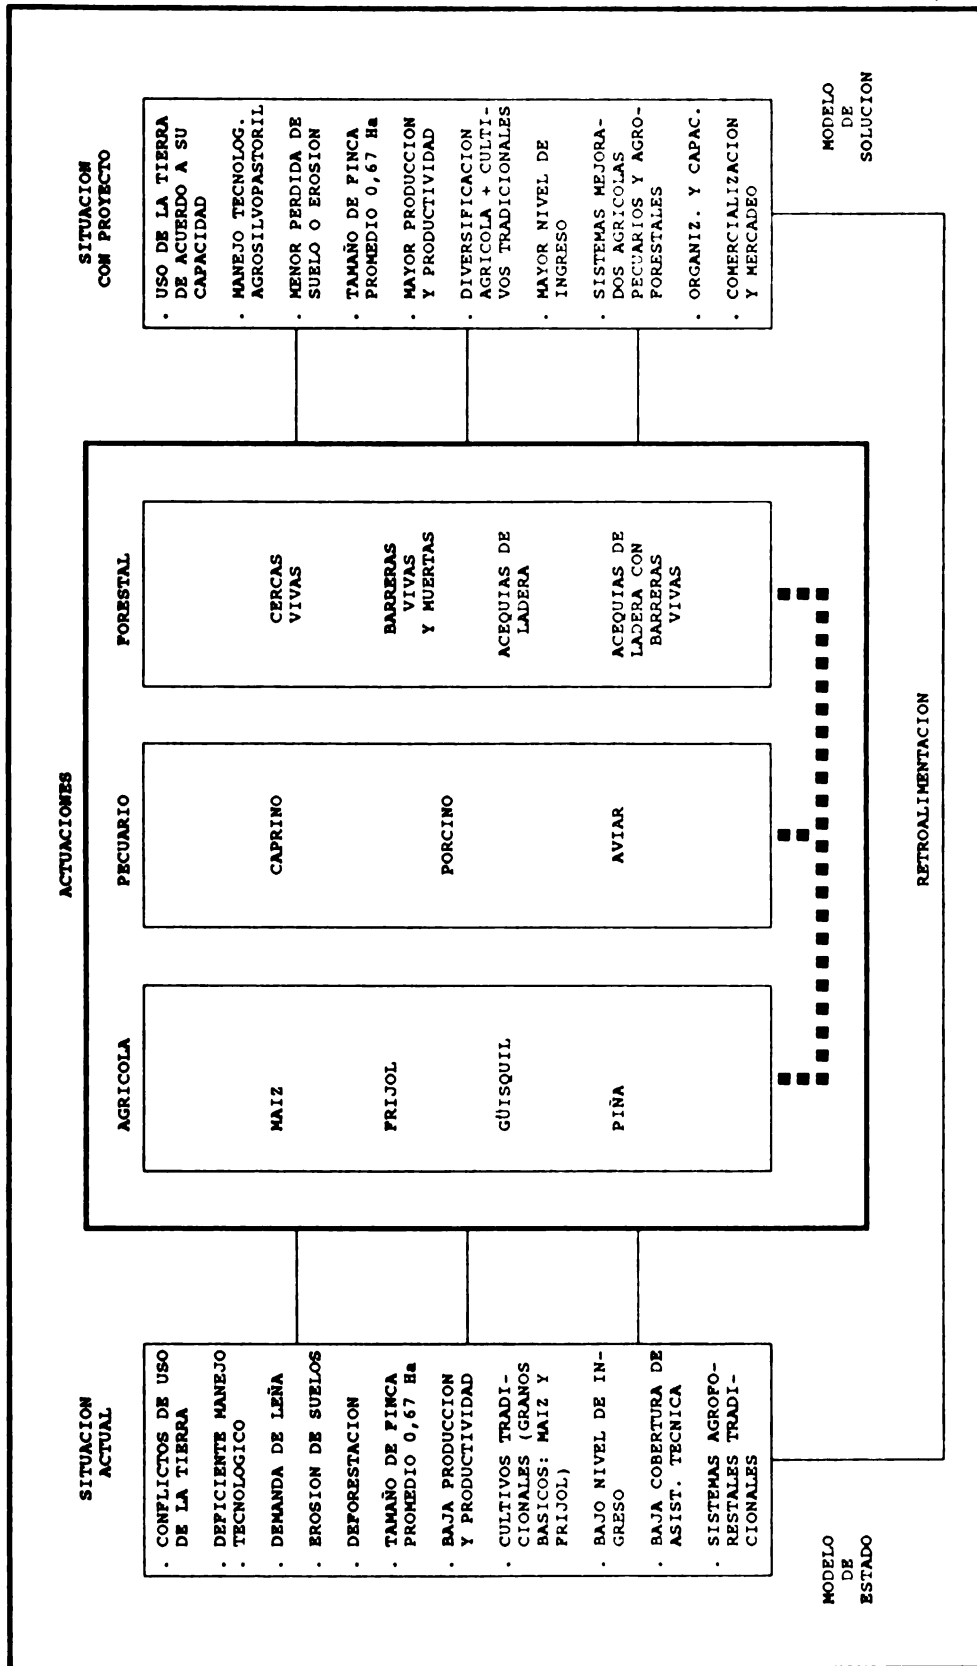 SITUACION
ACTUAL
. CONFLICTOS DE USO
DE LA TIERRA
. DEFICIENTE MANEJO
. TECNOLOGICO
. DEMANDA DE LEÑA
. EROSION DE SUELOS
. DEFORESTACION
. TAMAÑO DE FINCA
PROMEDIO 0,67 Ha
. BAJA PRODUCCION
Y PRODUCTIVIDAD
. CULTIVOS TRADI-
CIONALES (GRANOS
BASICOS: MAIZ Y
FRIJOL)
. BAJO NIVEL DE IN-
GRESO
. BAJA COBERTURA DE
ASIST. TECNICA
. SISTEMAS AGROFO-
RESTALES TRADI-
CIONALES
MODELO
DE
ESTADO
ACTUACIONES
AGRICOLA
MAIZ
FRIJOL
GÜISQUIL
PIÑA
PECUARIO
CAPRINO
PORCINO
AVIAR
FORESTAL
CERCAS
VIVAS
BARRERAS
VIVAS
Y MUERTAS
ACEQUIAS DE
LADERA
ACEQUIAS DE
LADERA CON
BARRERAS
VIVAS
SITUACION
CON PROYECTO
. USO DE LA TIERRA
DE ACUERDO A SU
CAPACIDAD
. MANEJO TECNOLOG.
AGROSILVOPASTORIL
. MENOR PERDIDA DE
SUELO O EROSION
. TAMAÑO DE FINCA
PROMEDIO 0,67 Ha
. MAYOR PRODUCCION
Y PRODUCTIVIDAD
. DIVERSIFICACION
AGRICOLA + CULTI-
VOS TRADICIONALES
. MAYOR NIVEL DE
INGRESO
. SISTEMAS MEJORA-
DOS AGRICOLAS
PECUARIOS Y AGRO-
FORESTALES
. ORGANIZ. Y CAPAC.
. COMERCIALIZACION
Y MERCADEO
MODELO
DE
SOLUCION
RETROALIMENTACION